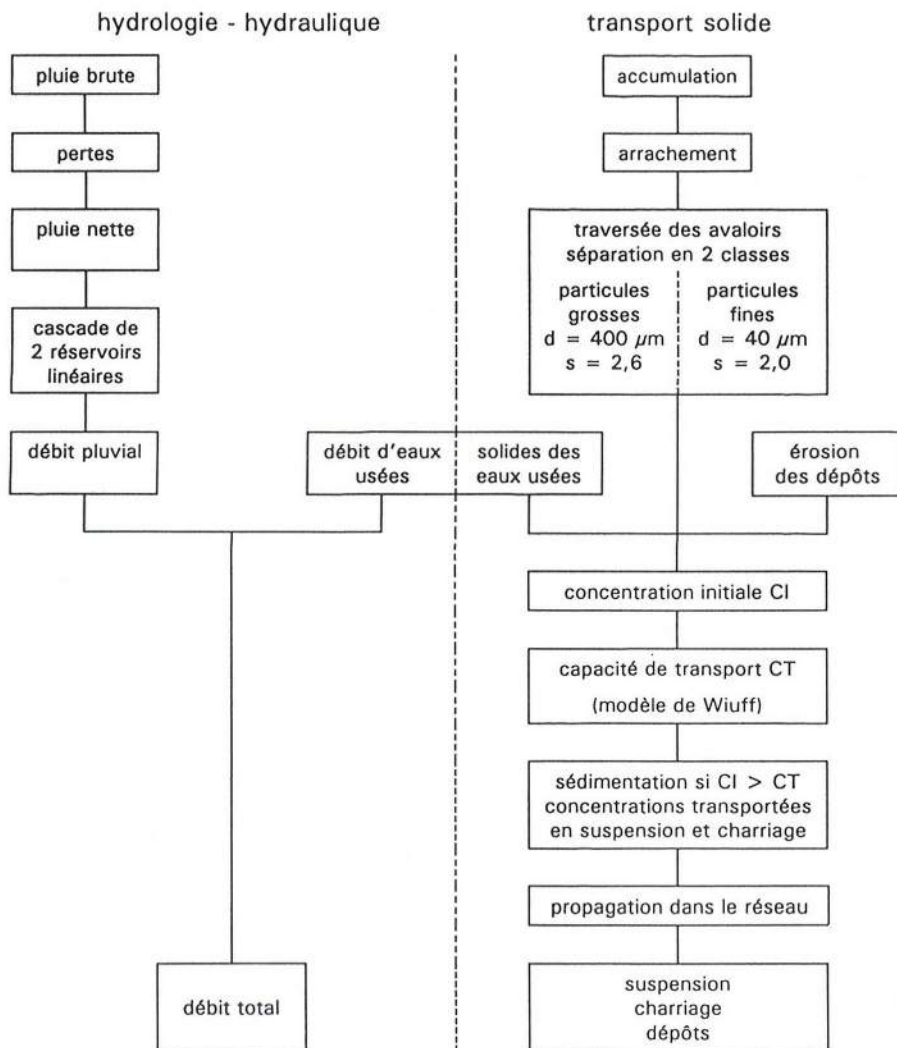 hydrologie - hydraulique
pluie brute
pertes
pluie nette
cascade de
2 réservoirs
linéaires
débit pluvial
débit d'eaux
usées
débit total
transport solide
accumulation
arrachement
traversée des avaloirs
séparation en 2 classes
particules
grosses
d = 400 µm
s = 2,6
particules
fines
d = 40 µm
s = 2,0
solides des
eaux usées
érosion
des dépôts
concentration initiale CI
capacité de transport CT
(modèle de Wiuff)
sédimentation si CI > CT
concentrations transportées
en suspension et charriage
propagation dans le réseau
suspension
charriage
dépôts